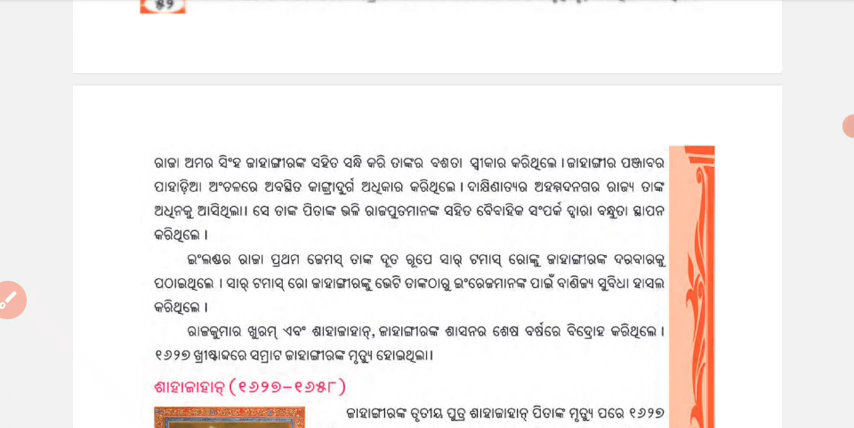 ୫୨
ରାଜା ଅମର ସିଂହ ଜାହାଙ୍ଗୀରଙ୍କ ସହିତ ସନ୍ଧି କରି ତାଙ୍କର ବଶତା ସ୍ୱୀକାର କରିଥିଲେ । ଜାହାଙ୍ଗୀର ପଞ୍ଜାବର
ପାହାଡ଼ିଆ ଅଂଚଳରେ ଅବସ୍ଥିତ କାଙ୍ଗ୍ରାଦୁର୍ଗ ଅଧିକାର କରିଥିଲେ । ଦାକ୍ଷିଣାତ୍ୟର ଅହମ୍ମଦନଗର ରାଜ୍ୟ ତାଙ୍କ
ଅଧିନକୁ ଆସିଥିଲା । ସେ ତାଙ୍କ ପିତାଙ୍କ ଭଳି ରାଜପୁତମାନଙ୍କ ସହିତ ବୈବାହିକ ସଂପର୍କ ଦ୍ୱାରା ବନ୍ଧୁତା ସ୍ଥାପନ
କରିଥିଲେ ।
ଇଂଲଣ୍ଡର ରାଜା ପ୍ରଥମ ଜେମସ୍ ତାଙ୍କ ଦୂତ ରୂପେ ସାର୍ ଟମାସ୍ ରୋଙ୍କୁ ଜାହାଙ୍ଗୀରଙ୍କ ଦରବାରକୁ
ପଠାଇଥିଲେ । ସାର୍ ଟମାସ୍ ରୋ ଜାହାଙ୍ଗୀରଙ୍କୁ ଭେଟି ତାଙ୍କଠାରୁ ଇଂରେଜମାନଙ୍କ ପାଇଁ ବାଣିଜ୍ୟ ସୁବିଧା ହାସଲ
କରିଥିଲେ ।
ରାଜକୁମାର ଖୁରମ୍ ଏବଂ ଶାହାଜାହାନ୍, ଜାହାଙ୍ଗୀରଙ୍କ ଶାସନର ଶେଷ ବର୍ଷରେ ବିଦ୍ରୋହ କରିଥିଲେ ।
୧୬୨୭ ଖ୍ରୀଷ୍ଟାବ୍ଦରେ ସମ୍ରାଟ ଜାହାଙ୍ଗୀରଙ୍କ ମୃତ୍ୟୁ ହୋଇଥିଲା ।
ଶାହାଜାହାନ୍ (୧୬୨୭–୧୬୫୮)
ଜାହାଙ୍ଗୀରଙ୍କ ତୃତୀୟ ପୁତ୍ର ଶାହାଜାହାନ୍ ପିତାଙ୍କ ମୃତ୍ୟୁ ପରେ ୧୬୨୭